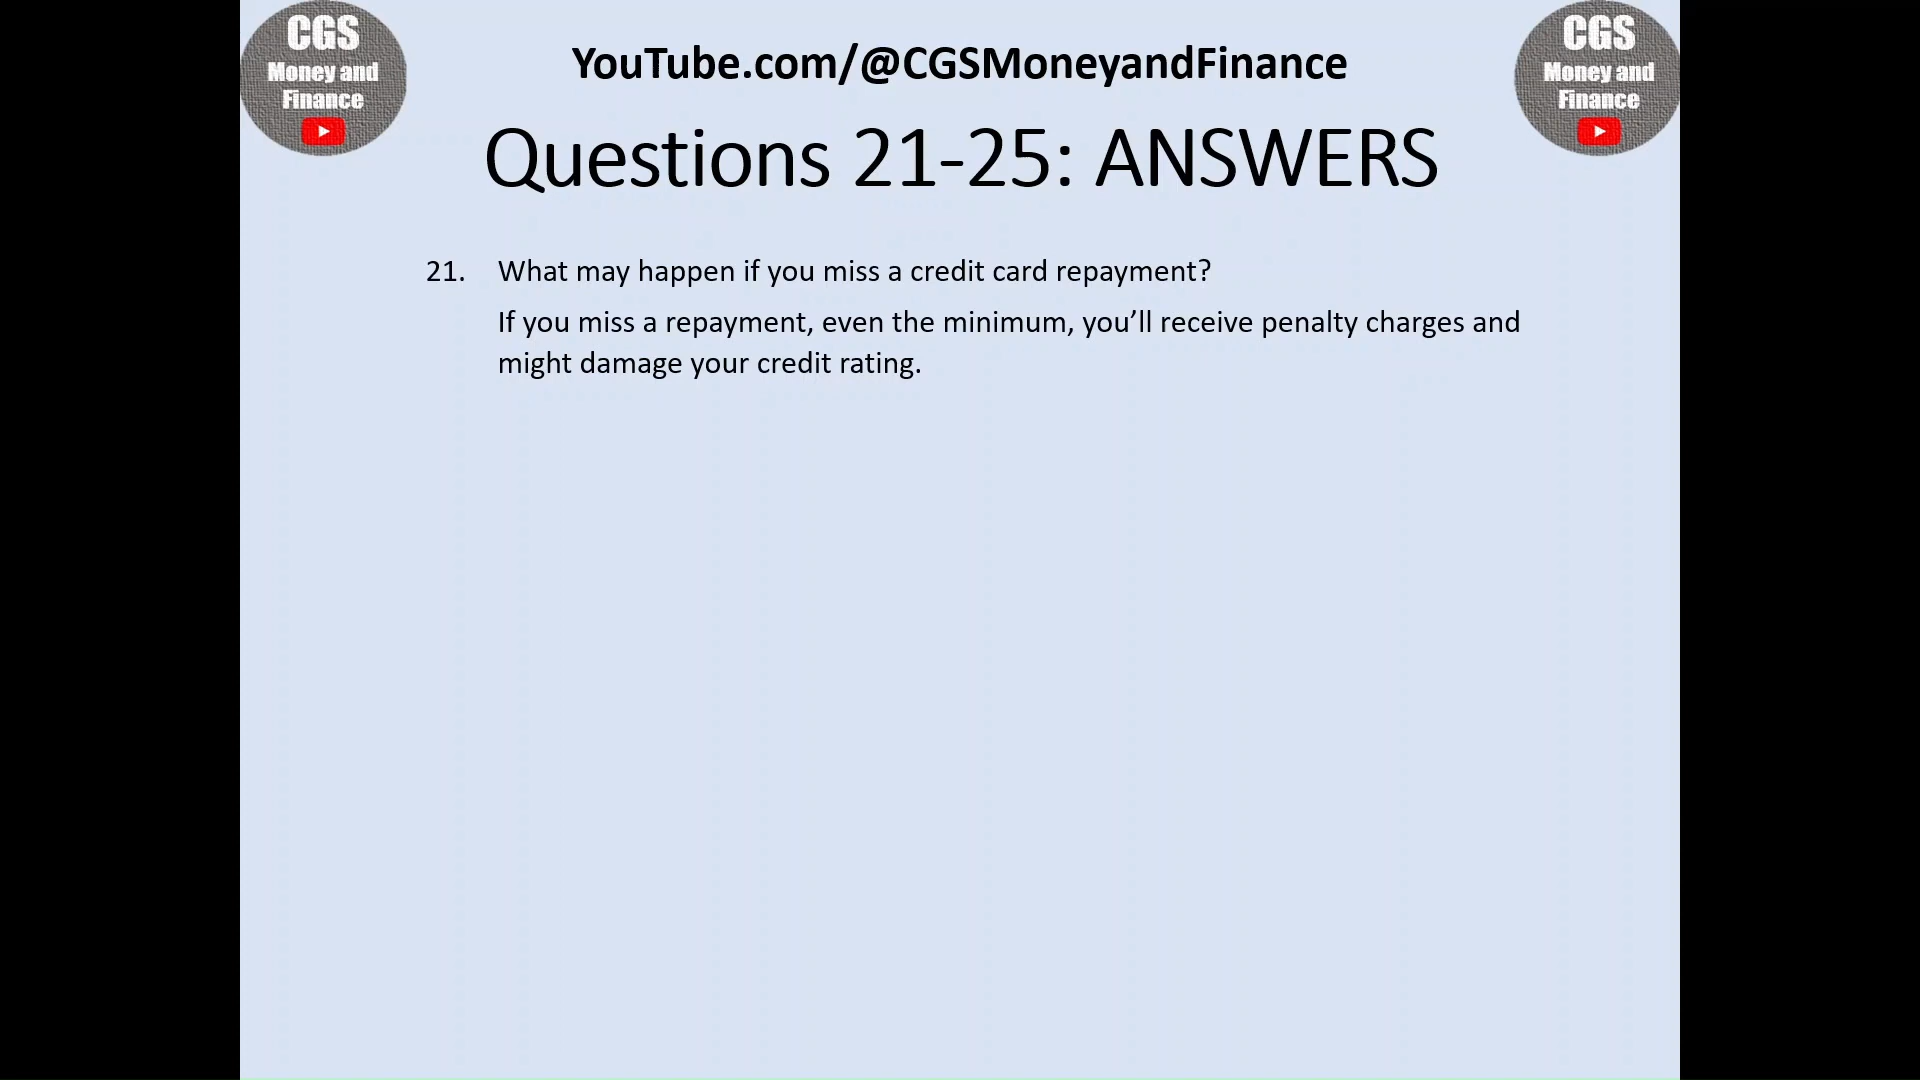 CGS
Money and
Finance
YouTube.com/@CGSMoneyandFinance
CGS
Money and
Finance
Questions 21-25: ANSWERS
21. What may happen if you miss a credit card repayment?
If you miss a repayment, even the minimum, you’ll receive penalty charges and
might damage your credit rating.